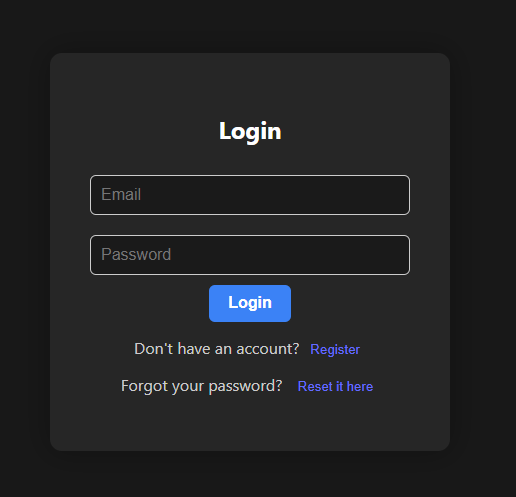 Login
Email
Password
Login
Don't have an account? Register
Forgot your password? Reset it here